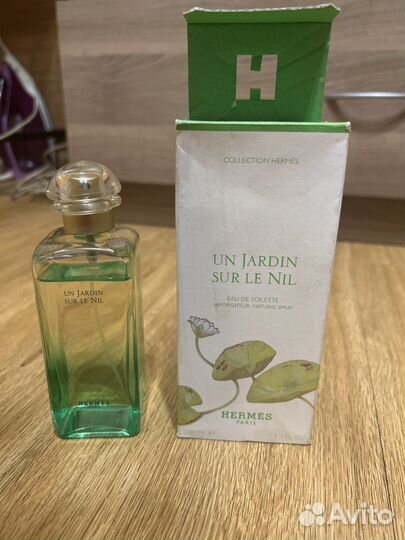 H
COLLECTION HERMÈS
UN JARDIN
SUR LE NIL
EAU DE TOILETTE
VAPORISATEUR NATURAL SPRAY
HERMÈS
PARIS
UN JARDIN
SUR LE NIL
HERMÈS
Avito